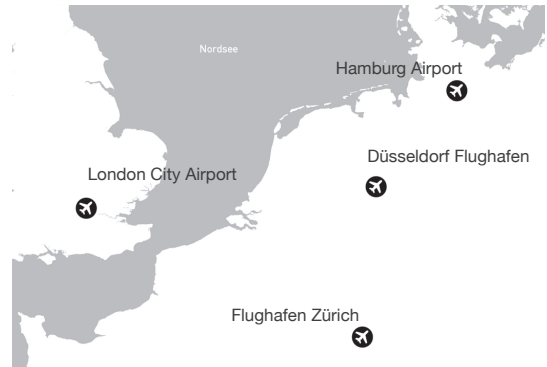 Nordsee
Hamburg Airport
Düsseldorf Flughafen
London City Airport
Flughafen Zürich